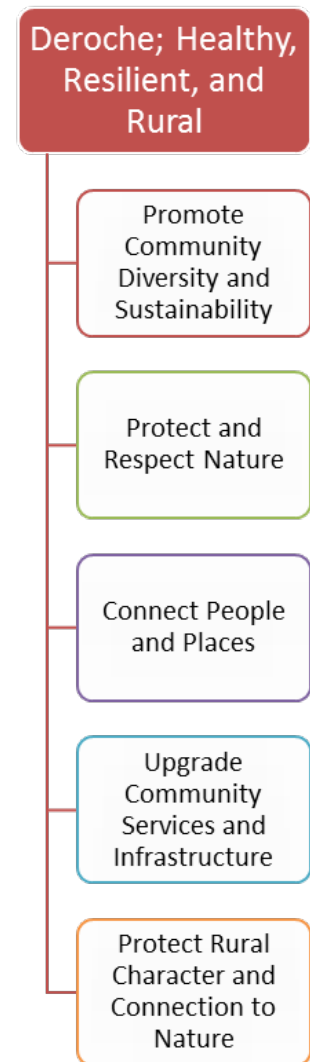 Deroche; Healthy,
Resilient, and
Rural
Promote
Community
Diversity and
Sustainability
Protect and
Respect Nature
Connect People
and Places
Upgrade
Community
Services and
Infrastructure
Protect Rural
Character and
Connection to
Nature